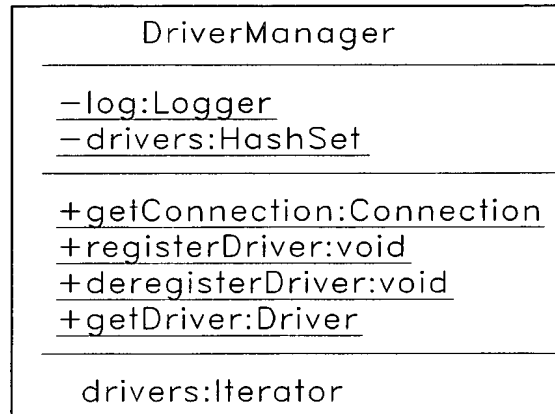 DriverManager
-log:Logger
-drivers:HashSet
+getConnection:Connection
+registerDriver:void
+deregisterDriver:void
+getDriver:Driver
drivers:Iterator